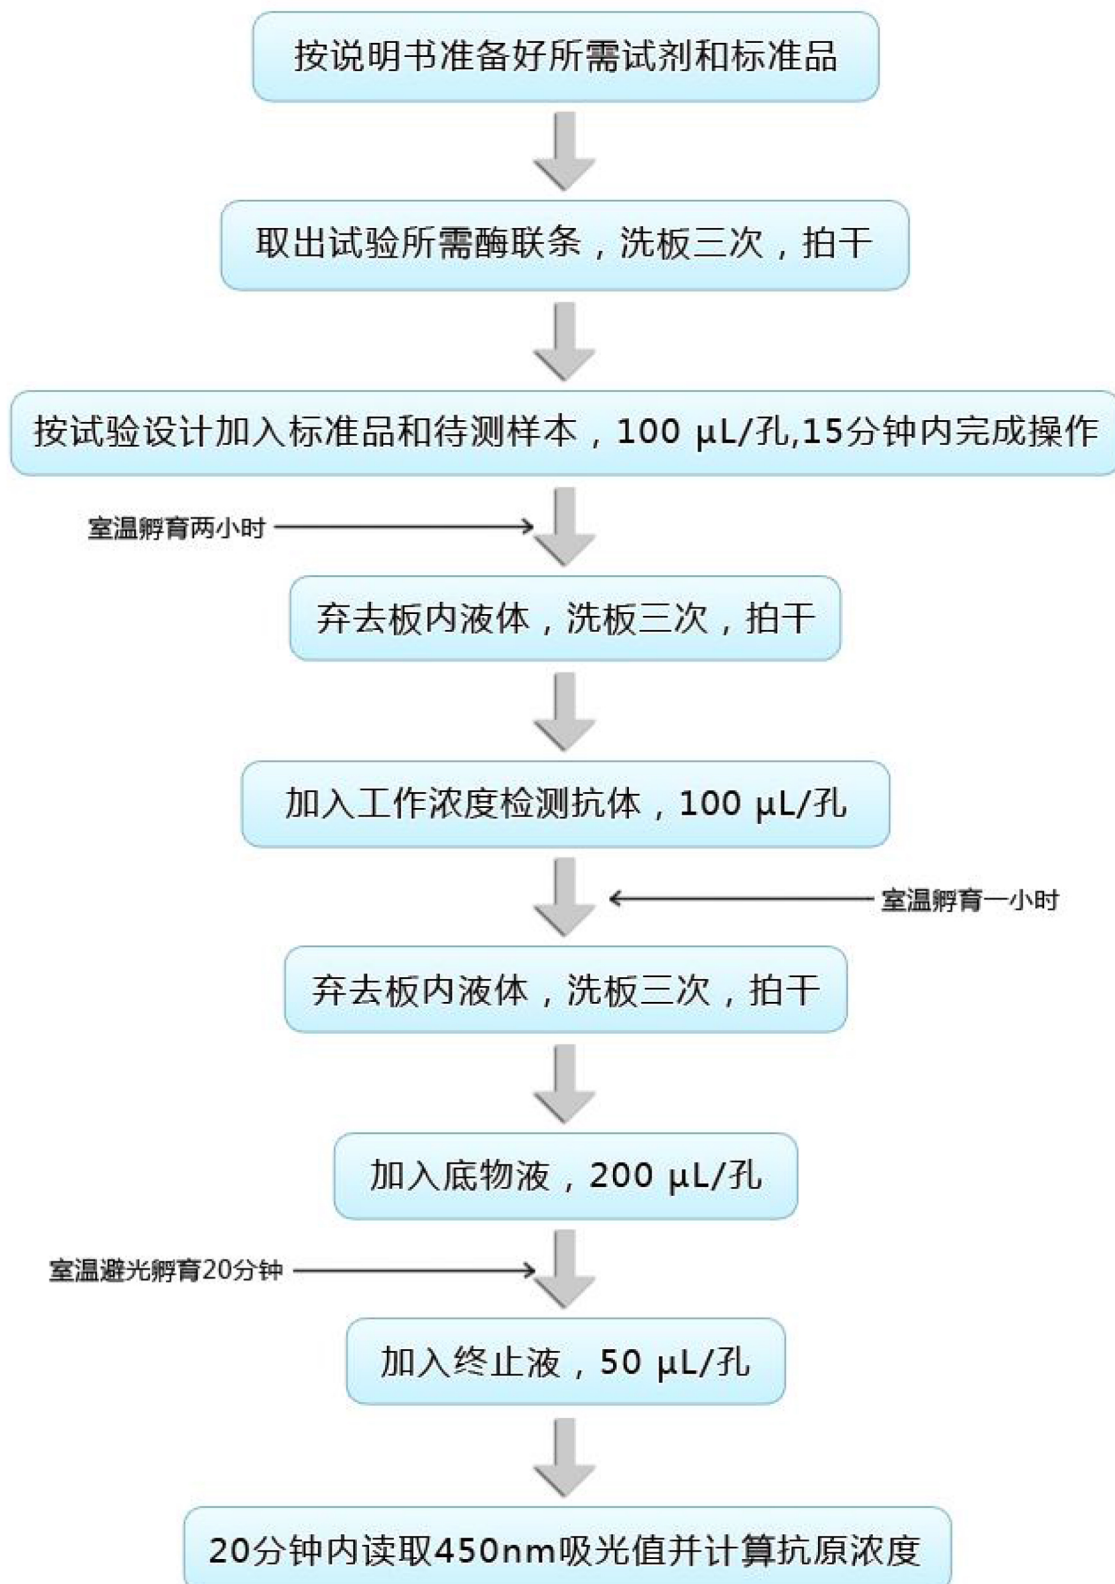 按说明书准备好所需试剂和标准品
取出试验所需酶联条，洗板三次，拍干
按试验设计加入标准品和待测样本，100 μL/孔,15分钟内完成操作
室温孵育两小时
弃去板内液体，洗板三次，拍干
加入工作浓度检测抗体，100 μL/孔
室温孵育一小时
弃去板内液体，洗板三次，拍干
加入底物液，200 μL/孔
室温避光孵育20分钟
加入终止液，50 μL/孔
20分钟内读取450nm吸光值并计算抗原浓度